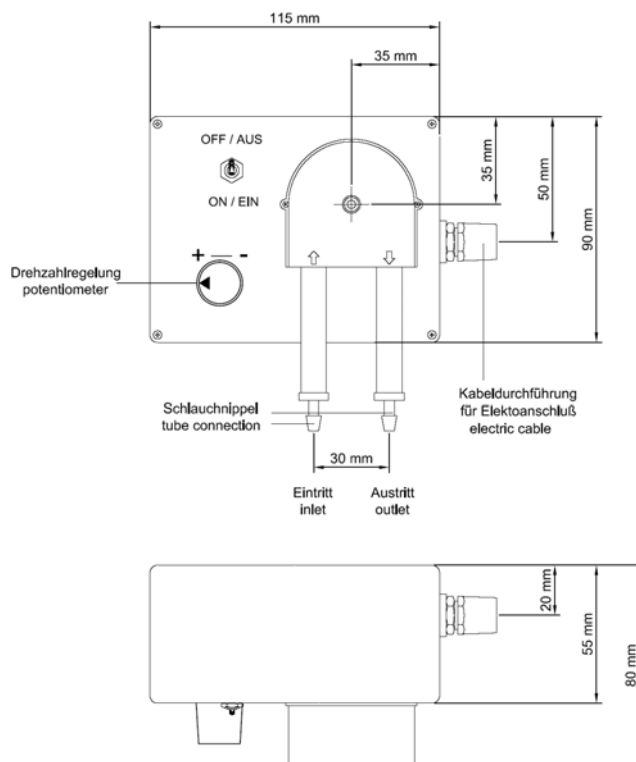 115 mm
35 mm
OFF / AUS
ON / EIN
35 mm
50 mm
90 mm
+ -
Drehzahlregelung
potentiometer
Schlauchnippel
tube connection
Kabeldurchführung
für Elektoanschluß
electric cable
30 mm
Eintritt
inlet
Austritt
outlet
20 mm
55 mm
80 mm